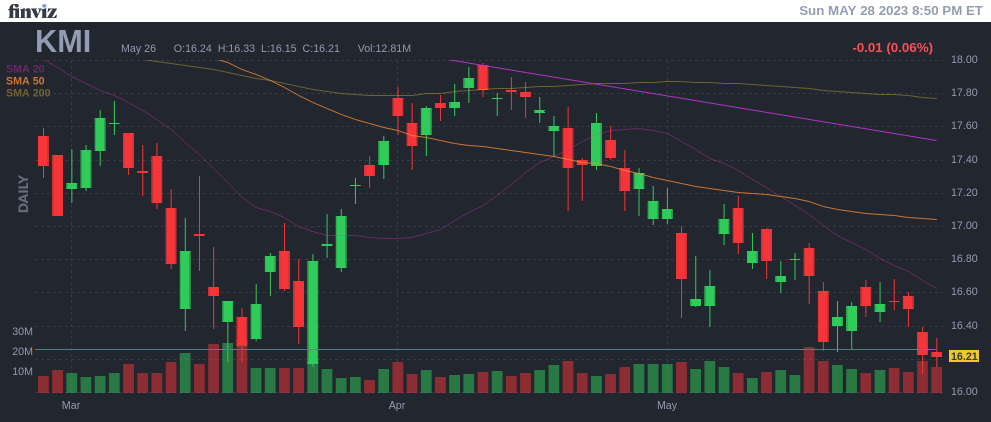 finviz
Sun MAY 28 2023 8:50 PM ET
KMI
May 26 O:16.24 H:16.33 L:16.15 C:16.21 Vol:12.81M
-0.01 (0.06%)
SMA 20
SMA 50
SMA 200
DAILY
18.00
17.80
17.60
17.40
17.20
17.00
16.80
16.60
16.40
16.21
16.00
30M
20M
10M
Mar Apr May